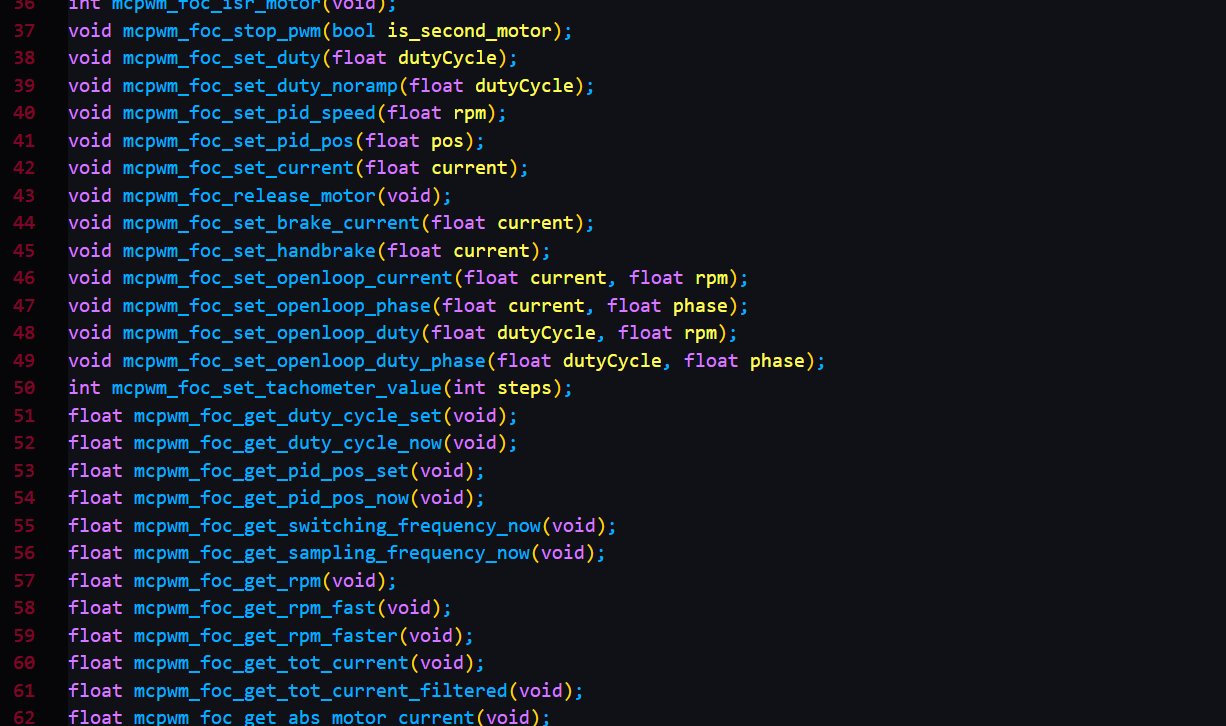 36 int mcpwm_foc_isr_motor(void);
37 void mcpwm_foc_stop_pwm(bool is_second_motor);
38 void mcpwm_foc_set_duty(float dutyCycle);
39 void mcpwm_foc_set_duty_noramp(float dutyCycle);
40 void mcpwm_foc_set_pid_speed(float rpm);
41 void mcpwm_foc_set_pid_pos(float pos);
42 void mcpwm_foc_set_current(float current);
43 void mcpwm_foc_release_motor(void);
44 void mcpwm_foc_set_brake_current(float current);
45 void mcpwm_foc_set_handbrake(float current);
46 void mcpwm_foc_set_openloop_current(float current, float rpm);
47 void mcpwm_foc_set_openloop_phase(float current, float phase);
48 void mcpwm_foc_set_openloop_duty(float dutyCycle, float rpm);
49 void mcpwm_foc_set_openloop_duty_phase(float dutyCycle, float phase);
50 int mcpwm_foc_set_tachometer_value(int steps);
51 float mcpwm_foc_get_duty_cycle_set(void);
52 float mcpwm_foc_get_duty_cycle_now(void);
53 float mcpwm_foc_get_pid_pos_set(void);
54 float mcpwm_foc_get_pid_pos_now(void);
55 float mcpwm_foc_get_switching_frequency_now(void);
56 float mcpwm_foc_get_sampling_frequency_now(void);
57 float mcpwm_foc_get_rpm(void);
58 float mcpwm_foc_get_rpm_fast(void);
59 float mcpwm_foc_get_rpm_faster(void);
60 float mcpwm_foc_get_tot_current(void);
61 float mcpwm_foc_get_tot_current_filtered(void);
62 float mcpwm_foc_get_abs_motor_current(void);